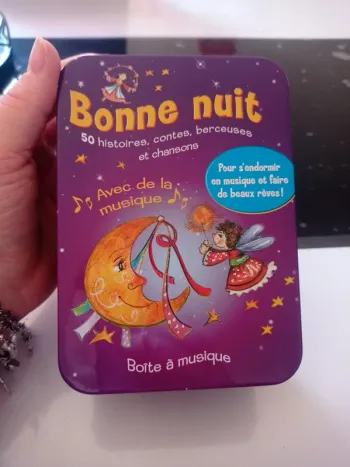 Bonne nuit
50 histoires, contes, berceuses
et chansons
Pour s'endormir
en musique et faire
de beaux rêves !
Avec de la
musique
Boîte à musique